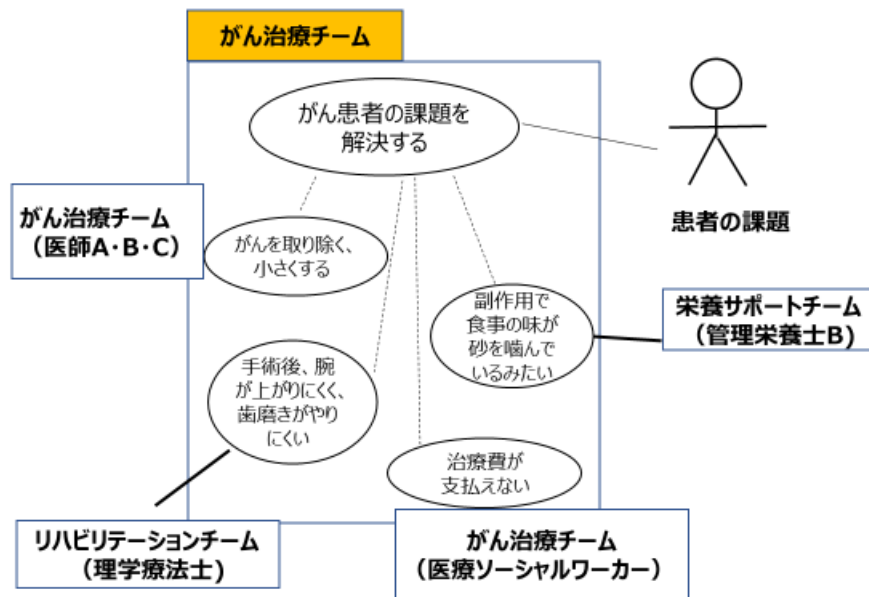 がん治療チーム
がん患者の課題を
解決する
患者の課題
がん治療チーム
（医師A・B・C）
がんを取り除く、
小さくする
副作用で
食事の味が
砂を噛んで
いるみたい
栄養サポートチーム
（管理栄養士B)
手術後、腕
が上がりにくく、
歯磨きがやり
にくい
治療費が
支払えない
リハビリテーションチーム
（理学療法士)
がん治療チーム
（医療ソーシャルワーカー）